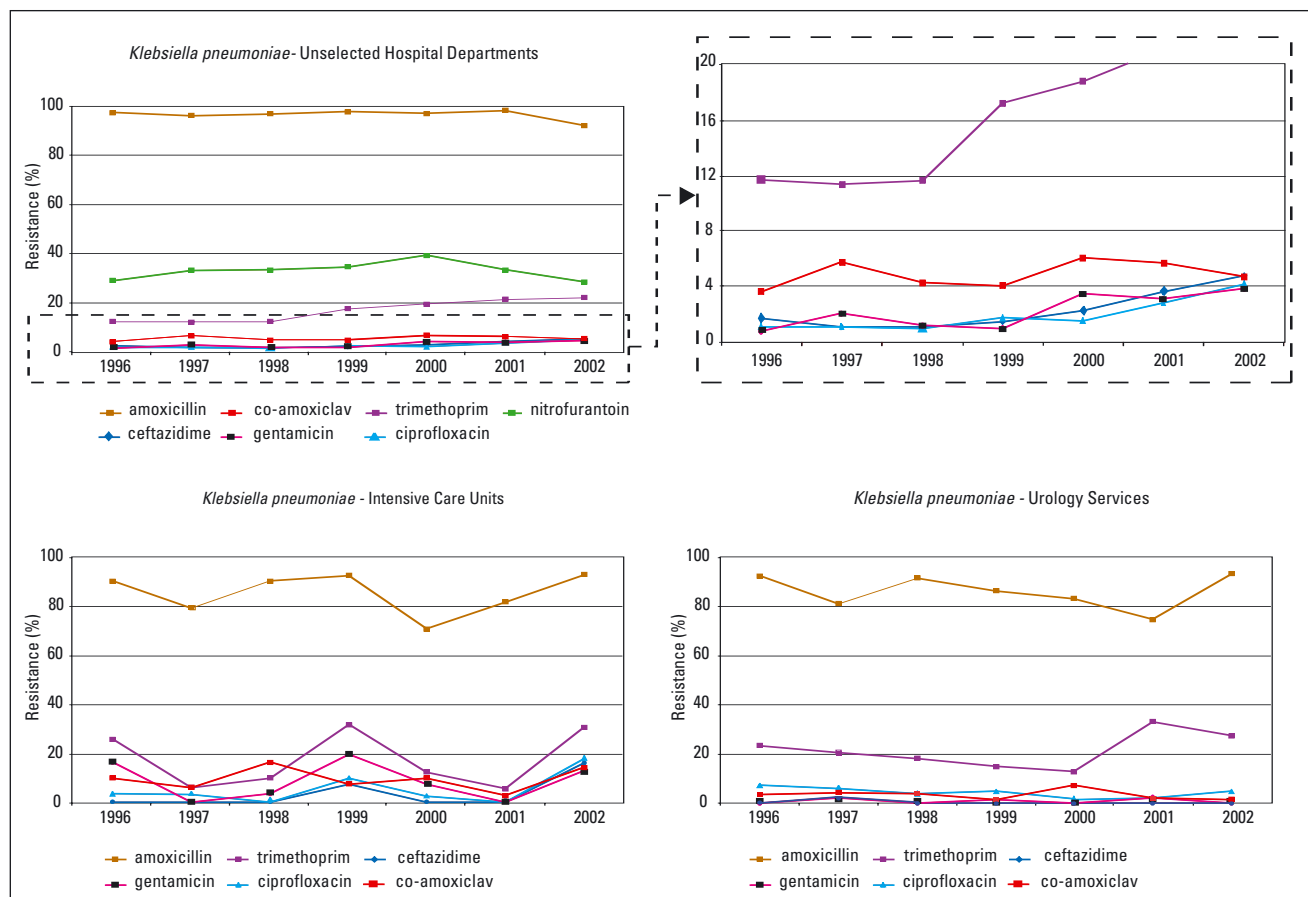 Klebsiella pneumoniae- Unselected Hospital Departments
Resistance (%)
100
80
60
40
20
0
1996 1997 1998 1999 2000 2001 2002
amoxicillin co-amoxiclav trimethoprim nitrofurantoin
ceftazidime gentamicin ciprofloxacin
20
16
12
8
4
0
1996 1997 1998 1999 2000 2001 2002
Klebsiella pneumoniae - Intensive Care Units
Resistance (%)
100
80
60
40
20
0
1996 1997 1998 1999 2000 2001 2002
amoxicillin trimethoprim ceftazidime
gentamicin ciprofloxacin co-amoxiclav
Klebsiella pneumoniae - Urology Services
Resistance (%)
100
80
60
40
20
0
1996 1997 1998 1999 2000 2001 2002
amoxicillin trimethoprim ceftazidime
gentamicin ciprofloxacin co-amoxiclav